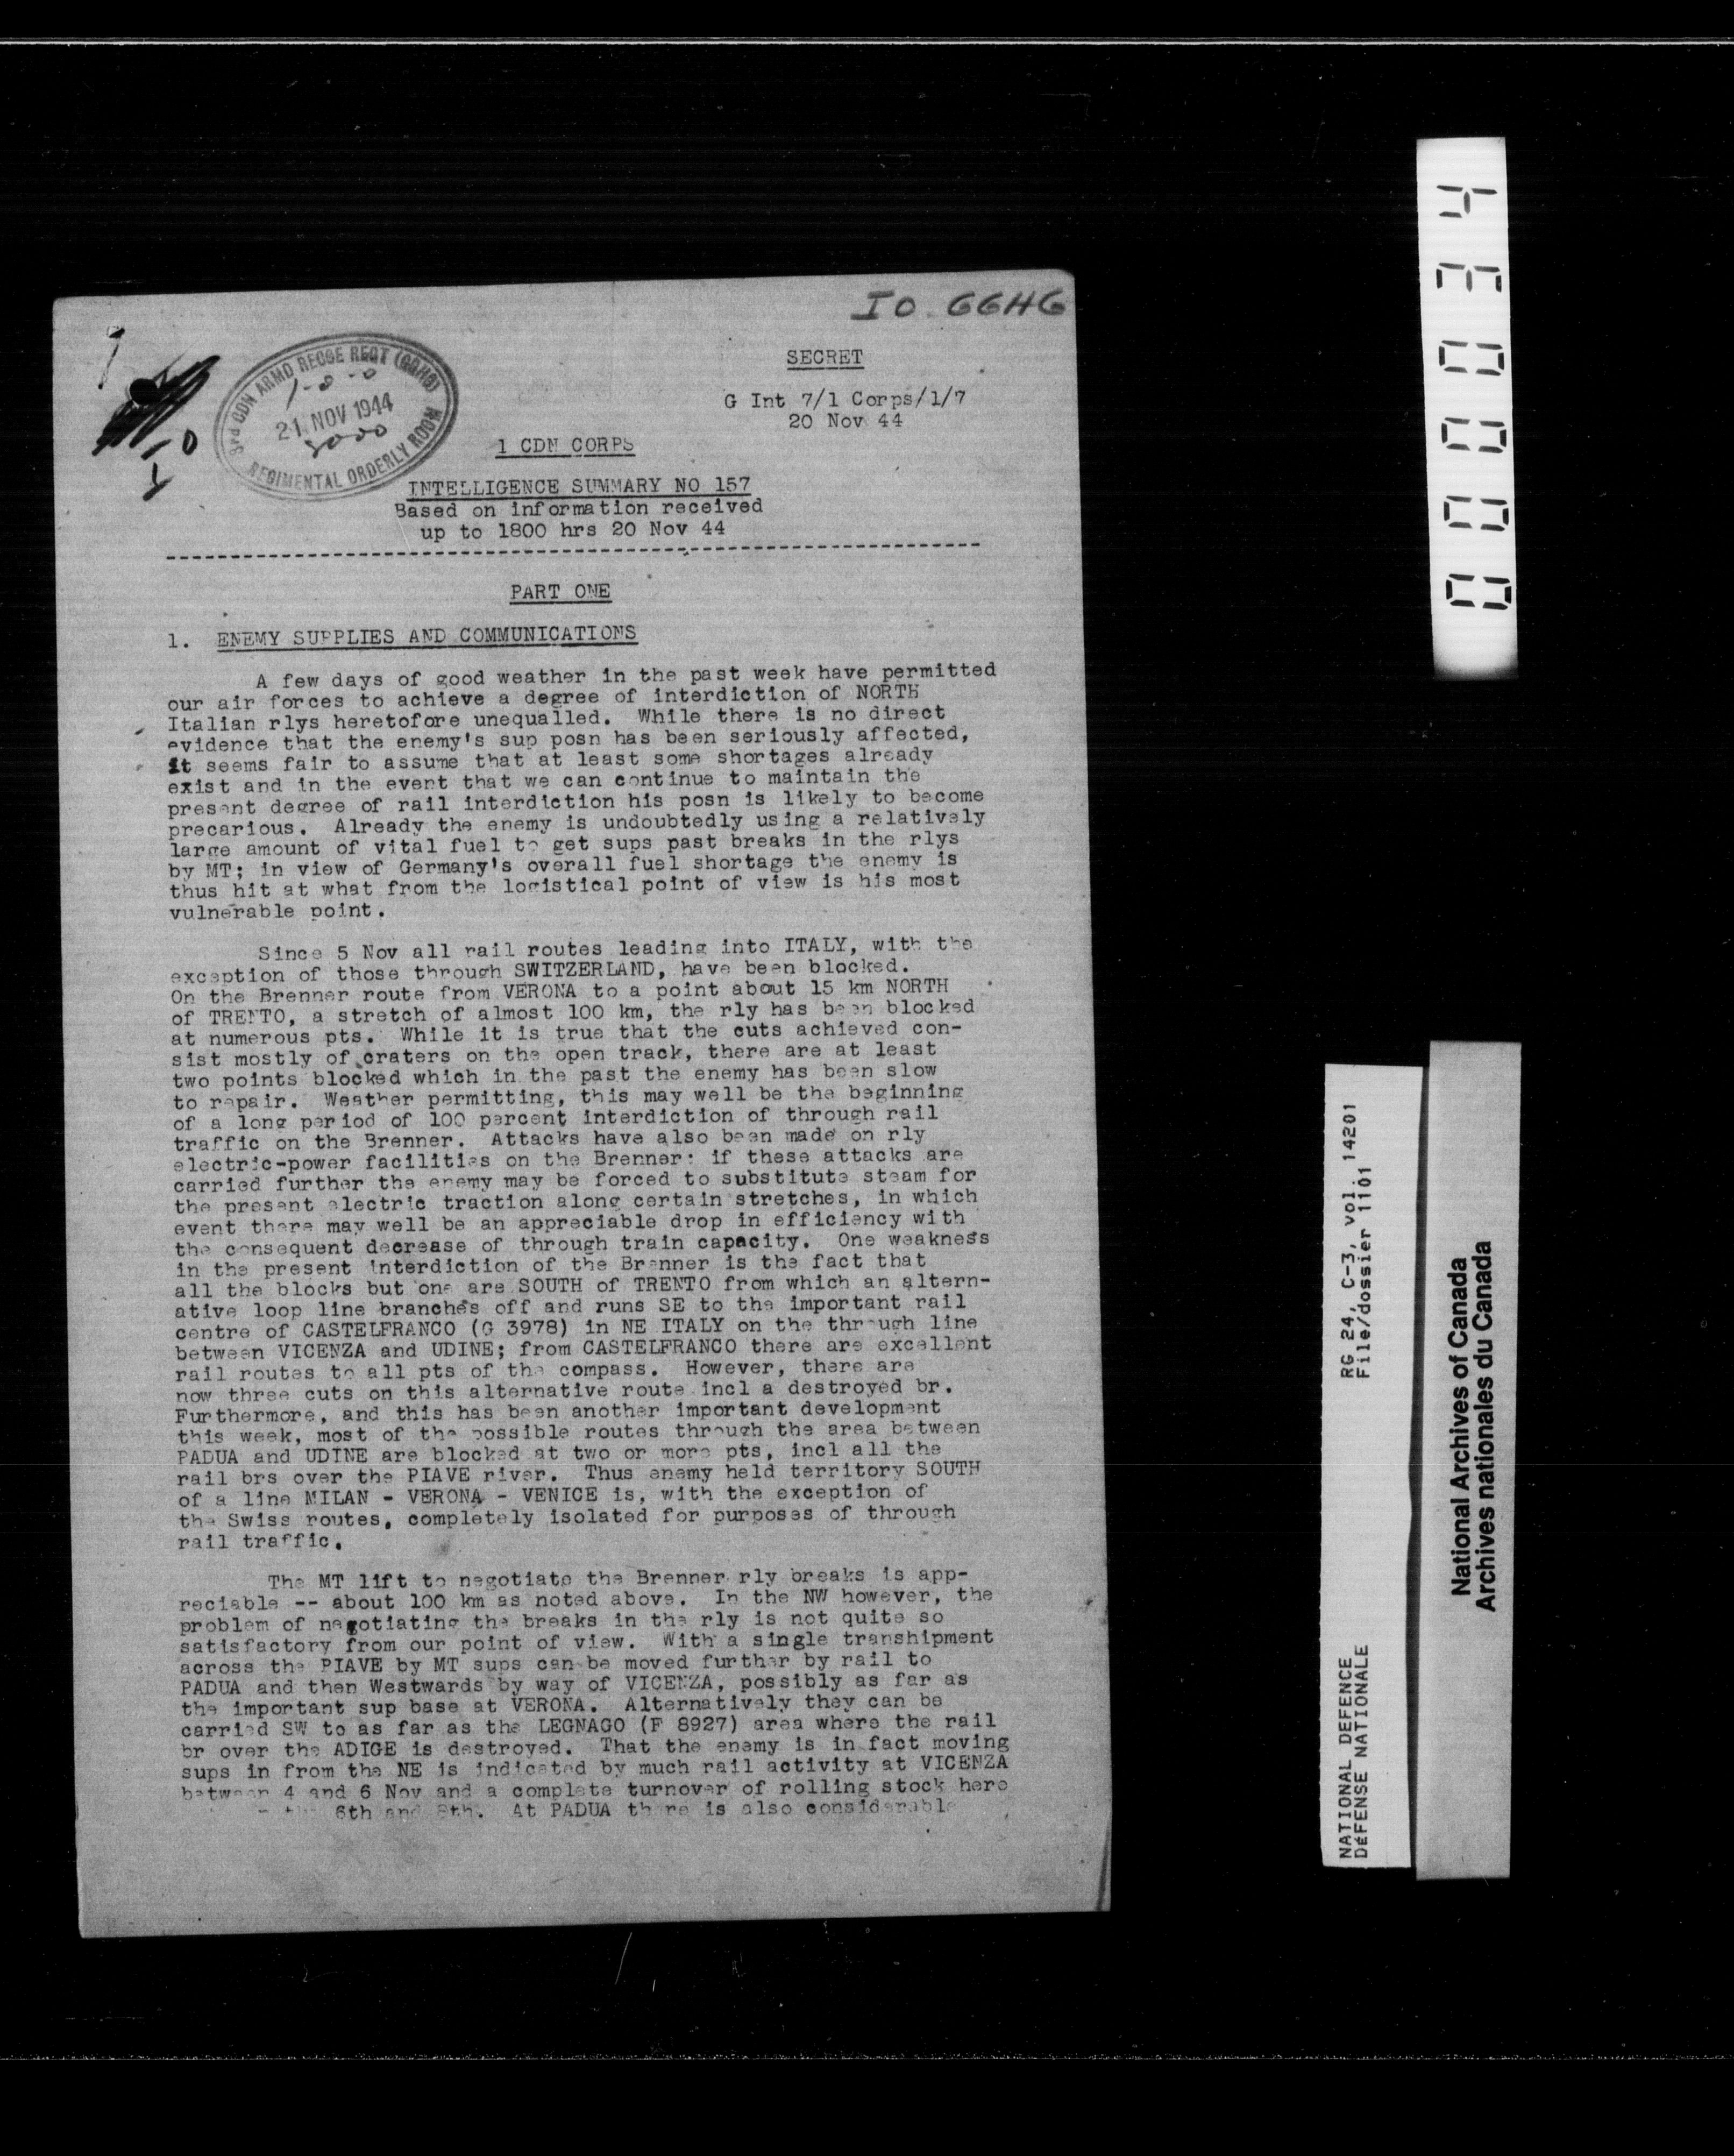 I O GGHG
3rd CDN ARMD RECCE REGT (GGHG)
21 NOV 1944
REGIMENTAL ORDERLY ROOM
I O
SECRET
G Int 7/1 Corps/1/7
20 Nov 44
1 CDN CORPS
INTELLIGENCE SUMMARY NO 157
Based on information received
up to 1800 hrs 20 Nov 44
PART ONE
1. ENEMY SUPPLIES AND COMMUNICATIONS
A few days of good weather in the past week have permitted
our air forces to achieve a degree of interdiction of NORTH
Italian rlys heretofore unequalled. While there is no direct
evidence that the enemy's sup posn has been seriously affected,
it seems fair to assume that at least some shortages already
exist and in the event that we can continue to maintain the
present degree of rail interdiction his posn is likely to become
precarious. Already the enemy is undoubtedly using a relatively
large amount of vital fuel to get sups past breaks in the rlys
by MT; in view of Germany's overall fuel shortage the enemy is
thus hit at what from the logistical point of view is his most
vulnerable point.
Since 5 Nov all rail routes leading into ITALY, with the
exception of those through SWITZERLAND, have been blocked.
On the Brenner route from VERONA to a point about 15 km NORTH
of TRENTO, a stretch of almost 100 km, the rly has been blocked
at numerous pts. While it is true that the cuts achieved con-
sist mostly of craters on the open track, there are at least
two points blocked which in the past the enemy has been slow
to repair. Weather permitting, this may well be the beginning
of a long period of 100 percent interdiction of through rail
traffic on the Brenner. Attacks have also been made on rly
electric-power facilities on the Brenner: if these attacks are
carried further the enemy may be forced to substitute steam for
the present electric traction along certain stretches, in which
event there may well be an appreciable drop in efficiency with
the consequent decrease of through train capacity. One weakness
in the present interdiction of the Brenner is the fact that
all the blocks but one are SOUTH of TRENTO from which an altern-
ative loop line branches off and runs SE to the important rail
centre of CASTELFRANCO (G 3978) in NE ITALY on the through line
between VICENZA and UDINE; from CASTELFRANCO there are excellent
rail routes to all pts of the compass. However, there are
now three cuts on this alternative route incl a destroyed br.
Furthermore, and this has been another important development
this week, most of the possible routes through the area between
PADUA and UDINE are blocked at two or more pts, incl all the
rail brs over the PIAVE river. Thus enemy held territory SOUTH
of a line MILAN - VERONA - VENICE is, with the exception of
the Swiss routes, completely isolated for purposes of through
rail traffic.
The MT lift to negotiate the Brenner rly breaks is app-
reciable -- about 100 km as noted above. In the NW however, the
problem of negotiating the breaks in the rly is not quite so
satisfactory from our point of view. With a single transhipment
across the PIAVE by MT sups can be moved further by rail to
PADUA and then Westwards by way of VICENZA, possibly as far as
the important sup base at VERONA. Alternatively they can be
carried SW to as far as the LEGNAGO (F 8927) area where the rail
br over the ADIGE is destroyed. That the enemy is in fact moving
sups in from the NE is indicated by much rail activity at VICENZA
between 4 and 6 Nov and a complete turnover of rolling stock here
6th and 8th. At PADUA there is also considerable
000034
RG 24, C-3, vol. 14201
File/dossier 1101
NATIONAL DEFENCE
DéFENSE NATIONALE
National Archives of Canada
Archives nationales du Canada